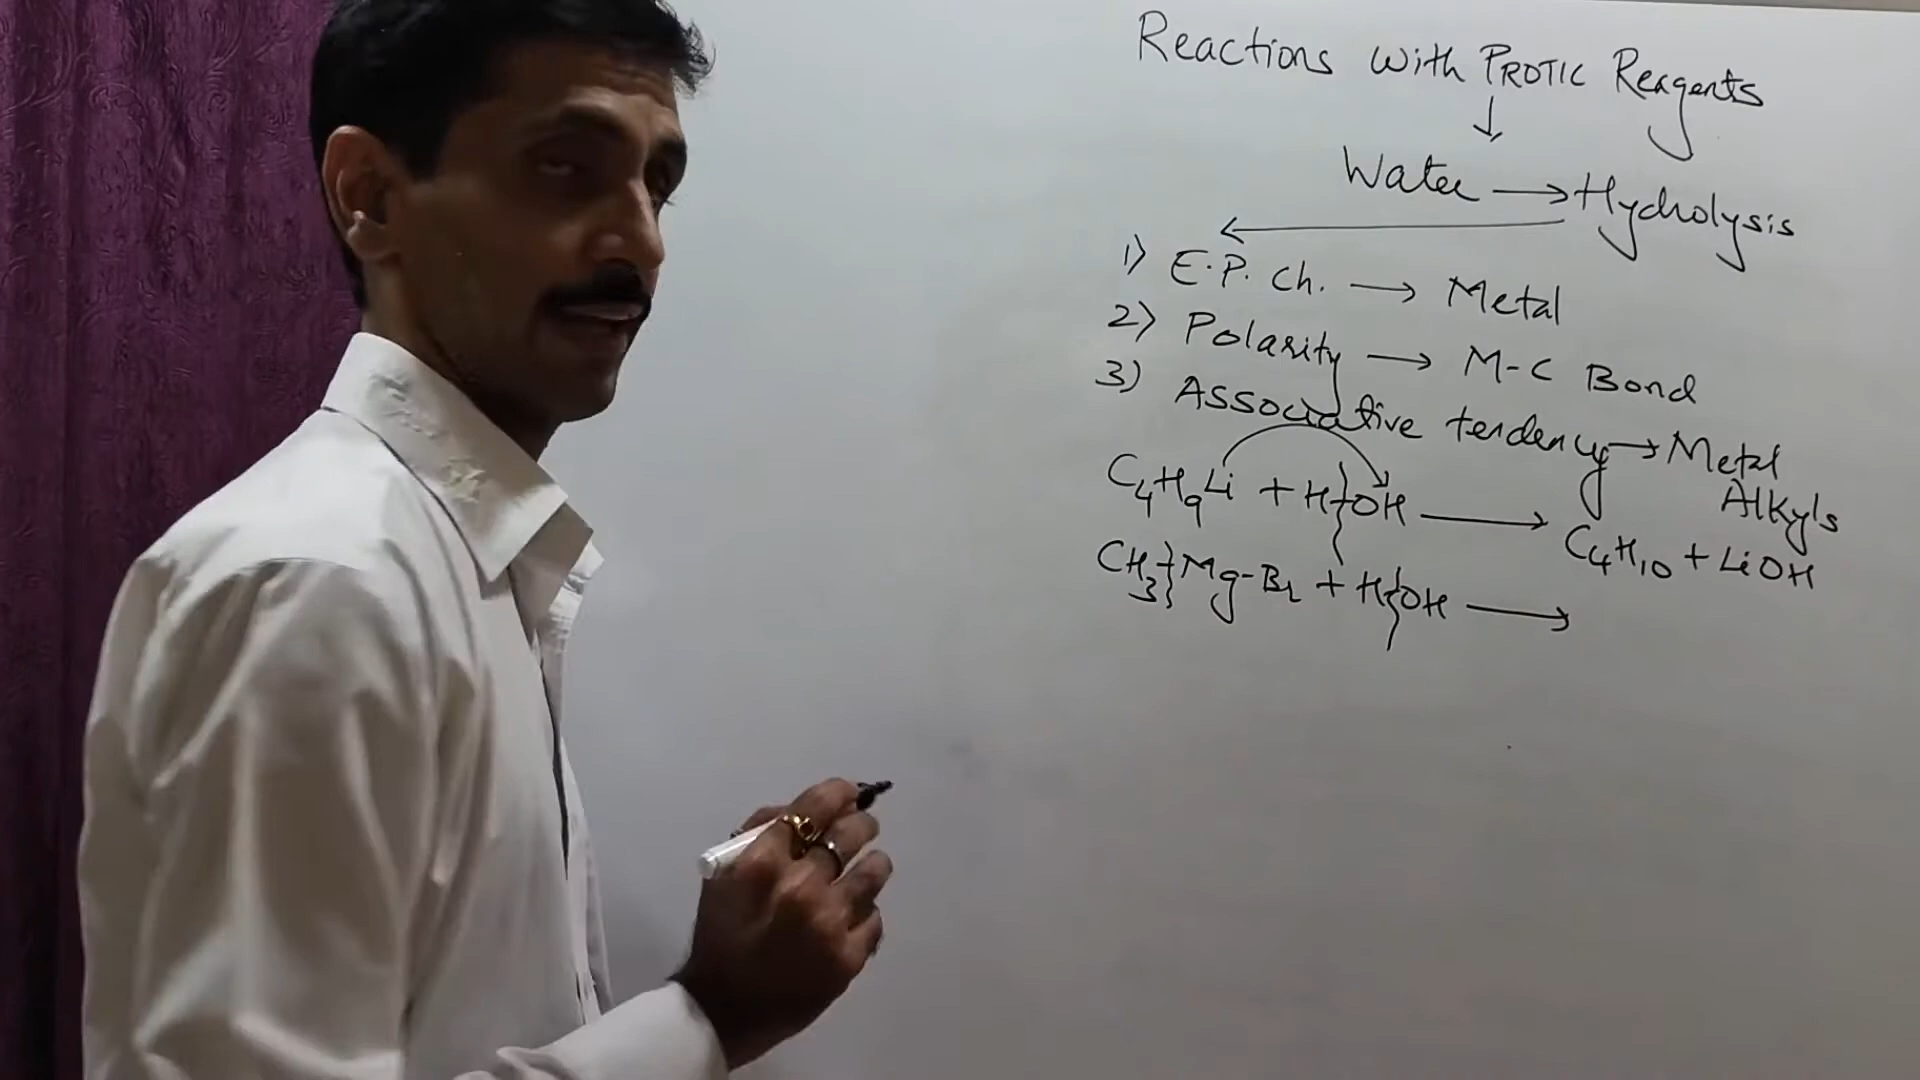 Reactions with PROTIC Reagents
↓
Water → Hydrolysis
←
1) E.P. Ch. → Metal
2) Polarity → M-C Bond
3) Associative tendency → Metal Alkyls
C₄H₉Li + H-OH → C₄H₁₀ + LiOH
CH₃-Mg-Br + H-OH →